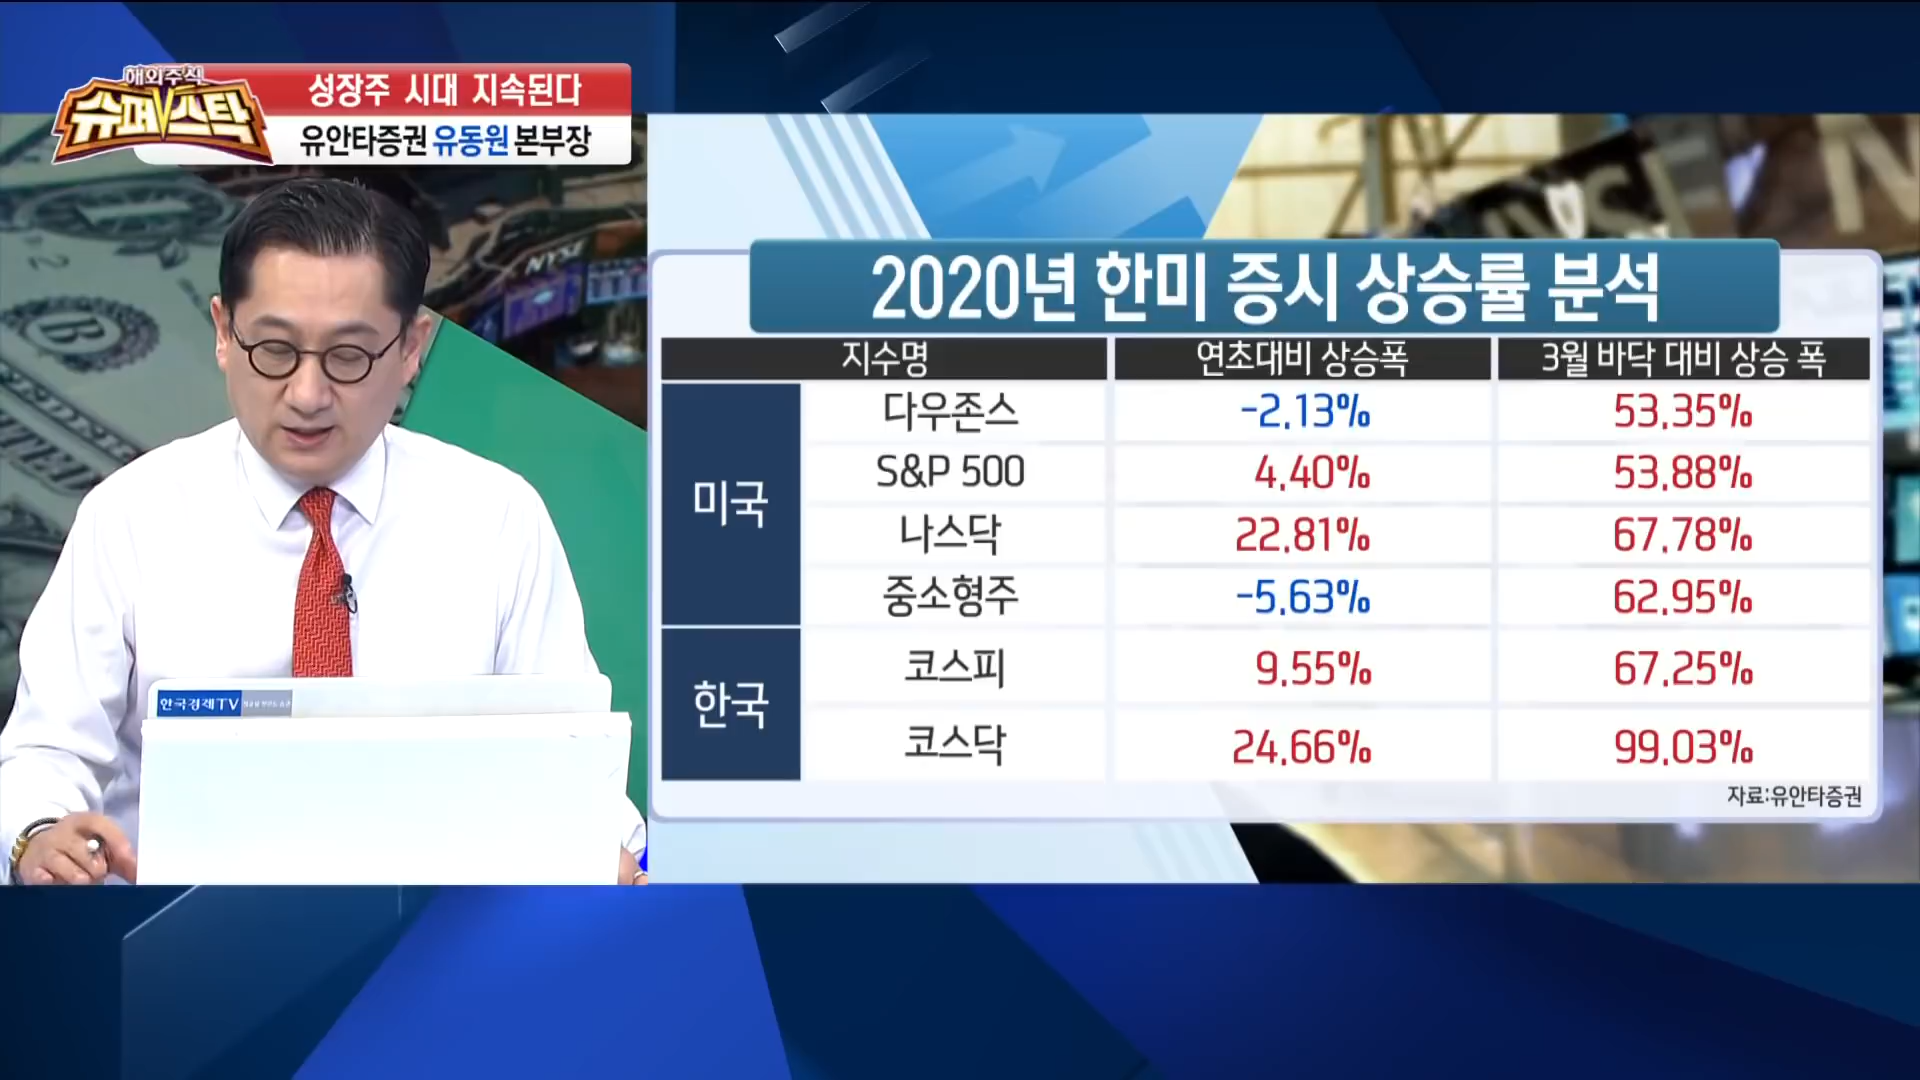 해외주식
슈퍼V스탁
성장주 시대 지속된다
유안타증권 유동원 본부장
NYSE
NYSE
N
B
2020년 한미 증시 상승률 분석
지수명 연초대비 상승폭 3월 바닥 대비 상승 폭
미국
다우존스 -2.13% 53.35%
S&P 500 4.40% 53.88%
나스닥 22.81% 67.78%
중소형주 -5.63% 62.95%
한국
코스피 9.55% 67.25%
코스닥 24.66% 99.03%
자료:유안타증권
한국경제TV